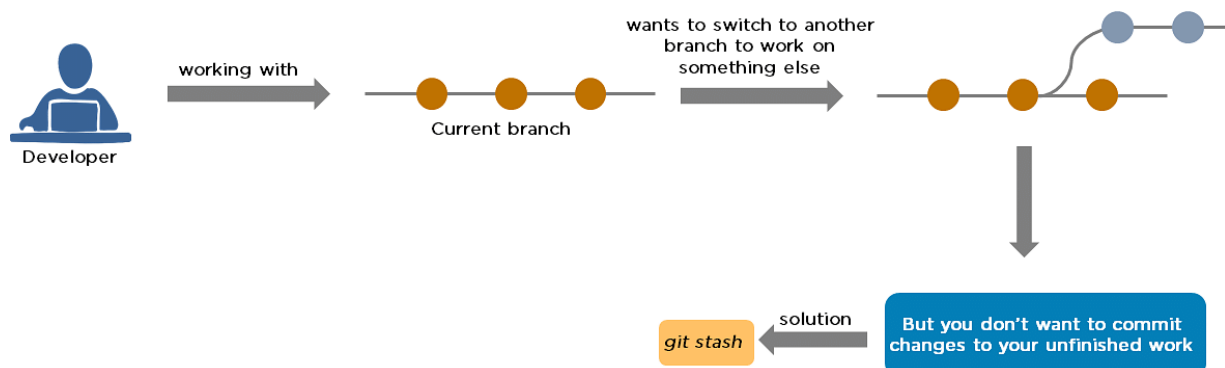 working with
Developer
Current branch
wants to switch to another
branch to work on
something else
But you don't want to commit
changes to your unfinished work
solution
git stash